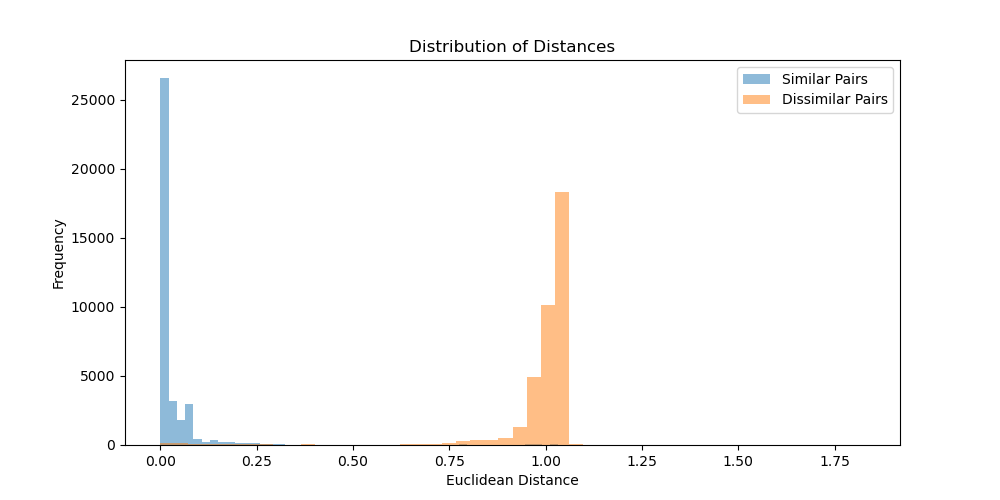 Distribution of Distances
Similar Pairs
Dissimilar Pairs
25000
20000
15000
10000
5000
0
Frequency
0.00 0.25 0.50 0.75 1.00 1.25 1.50 1.75
Euclidean Distance